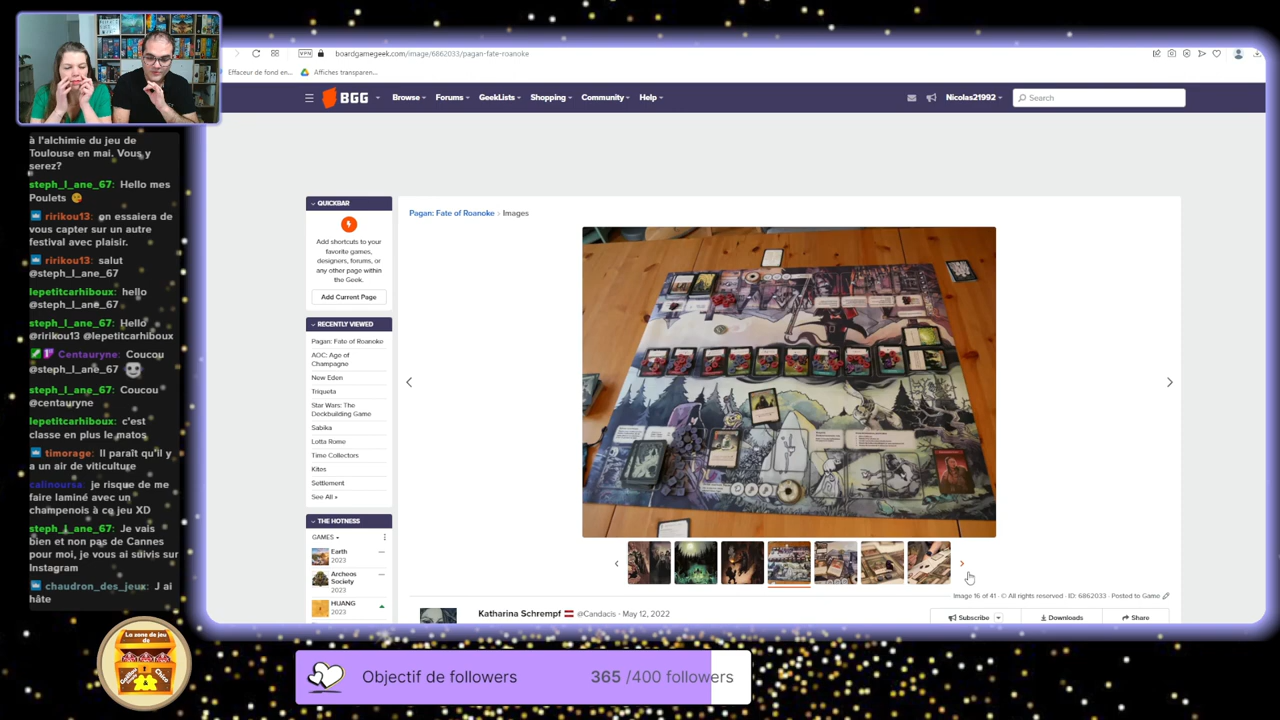 boardgamegeek.com/image/6862033/pagan-fate-roanoke
VPN
Effaceur de fond en...
Affiches transparen...
BGG
Browse
Forums
GeekLists
Shopping
Community
Help
Nicolas21992
Search
à l'alchimie du jeu de
Toulouse en mai. Vous y
serez?
steph_l_ane_67: Hello mes
Poulets
ririkou13: on essaiera de
vous capter sur un autre
festival avec plaisir.
ririkou13: salut
@steph_l_ane_67
lepetitcarhiboux: hello
@steph_l_ane_67
steph_l_ane_67: Hello
@ririkou13 @lepetitcarhiboux
Centauryne: Coucou
@steph_l_ane_67
steph_l_ane_67: Coucou
@centauryne
lepetitcarhiboux: c'est
classe en plus le matos
timorage: Il paraît qu'il y
a un air de viticulture
calinoursa: je risque de me
faire laminé avec un
champenois à ce jeu XD
steph_l_ane_67: Je vais
bien et non pas de Cannes
pour moi, je vous ai suivis sur
Instagram
chaudron_des_jeux: J ai
hâte
QUICKBAR
Add shortcuts to your
favorite games,
designers, forums, or
any other page within
the Geek.
Add Current Page
RECENTLY VIEWED
Pagan: Fate of Roanoke
AOC: Age of
Champagne
New Eden
Triqueta
Star Wars: The
Deckbuilding Game
Sabika
Lotta Rome
Time Collectors
Kites
Settlement
See All »
THE HOTNESS
GAMES
Earth
2023
Archeos
Society
2023
HUANG
2023
Pagan: Fate of Roanoke › Images
Image 16 of 41 · © All rights reserved · ID: 6862033 · Posted to Game
Katharina Schrempf @Candacis · May 12, 2022
Subscribe
Downloads
Share
La zone de jeu
de
Chico
Objectif de followers
365 /400 followers